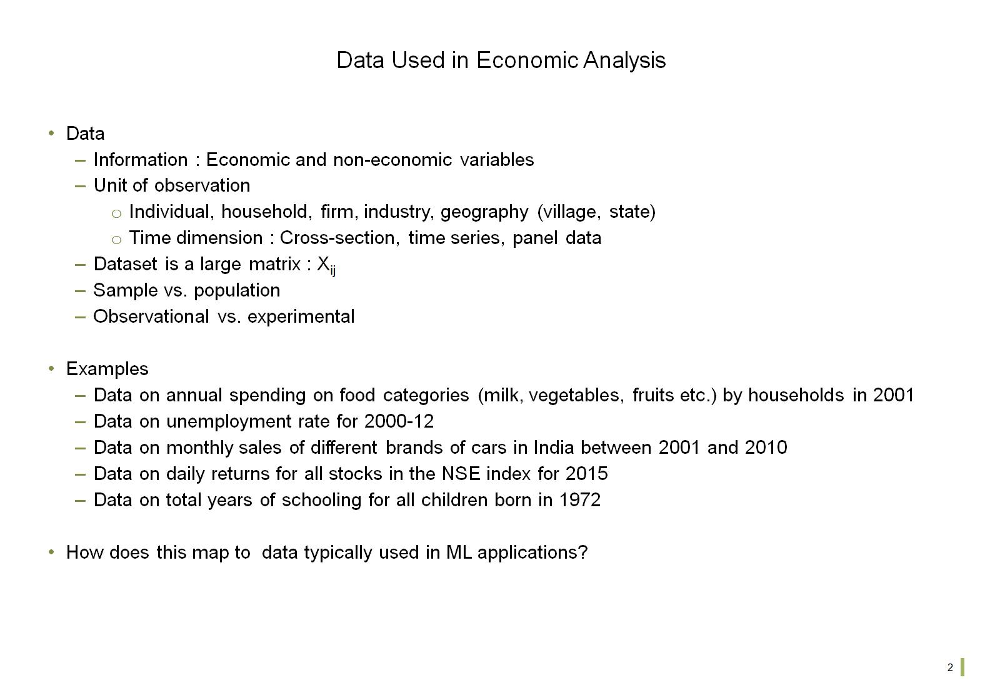 Data Used in Economic Analysis
• Data
– Information : Economic and non-economic variables
– Unit of observation
o Individual, household, firm, industry, geography (village, state)
o Time dimension : Cross-section, time series, panel data
– Dataset is a large matrix : Xij
– Sample vs. population
– Observational vs. experimental
• Examples
– Data on annual spending on food categories (milk, vegetables, fruits etc.) by households in 2001
– Data on unemployment rate for 2000-12
– Data on monthly sales of different brands of cars in India between 2001 and 2010
– Data on daily returns for all stocks in the NSE index for 2015
– Data on total years of schooling for all children born in 1972
• How does this map to data typically used in ML applications?
2